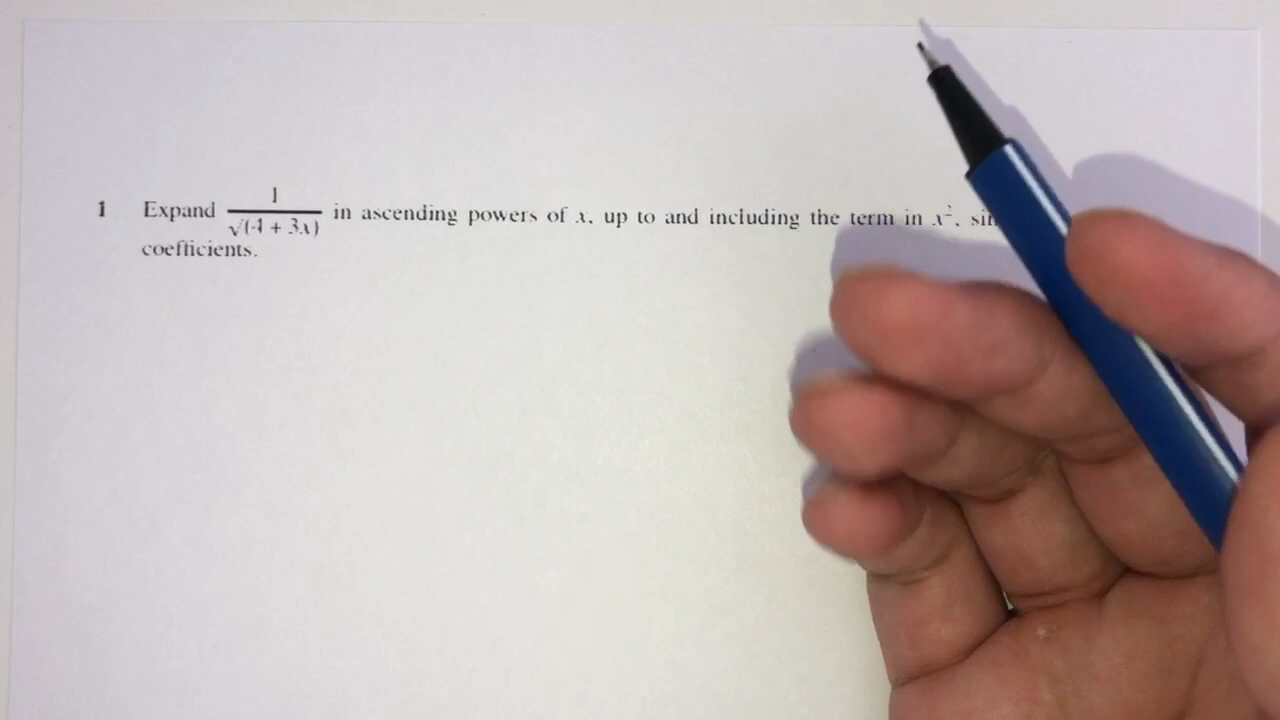 1 Expand 1/√(4 + 3x) in ascending powers of x, up to and including the term in x², 
coefficients.